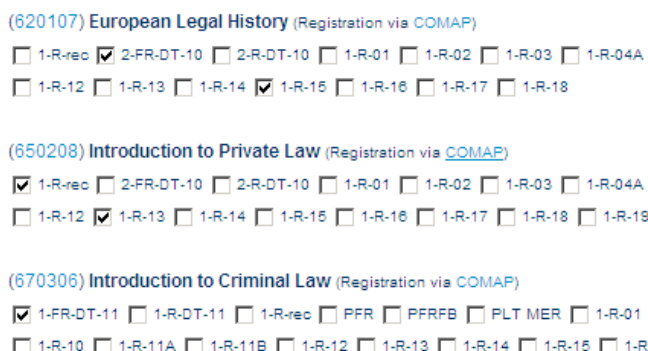 (620107) European Legal History (Registration via COMAP)
1-R-rec 2-FR-DT-10 2-R-DT-10 1-R-01 1-R-02 1-R-03 1-R-04A
1-R-12 1-R-13 1-R-14 1-R-15 1-R-16 1-R-17 1-R-18
(650208) Introduction to Private Law (Registration via COMAP)
1-R-rec 2-FR-DT-10 2-R-DT-10 1-R-01 1-R-02 1-R-03 1-R-04A
1-R-12 1-R-13 1-R-14 1-R-15 1-R-16 1-R-17 1-R-18 1-R-19
(670306) Introduction to Criminal Law (Registration via COMAP)
1-FR-DT-11 1-R-DT-11 1-R-rec PFR PFRFB PLT MER 1-R-01
1-R-10 1-R-11A 1-R-11B 1-R-12 1-R-13 1-R-14 1-R-15 1-R